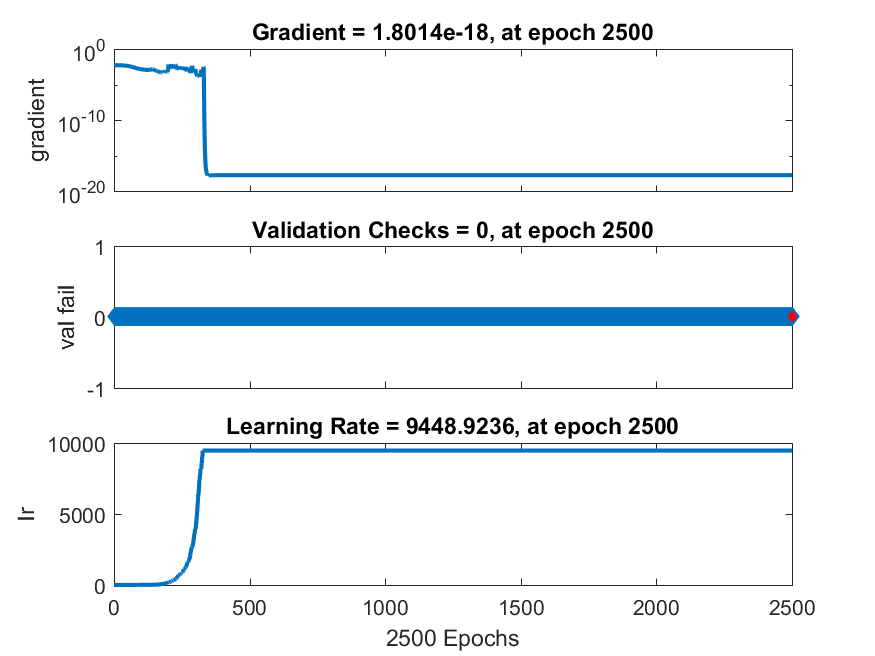 Gradient = 1.8014e-18, at epoch 2500
10^0
10^-10
10^-20
gradient
Validation Checks = 0, at epoch 2500
1
0
-1
val fail
Learning Rate = 9448.9236, at epoch 2500
10000
5000
0
lr
0 500 1000 1500 2000 2500
2500 Epochs